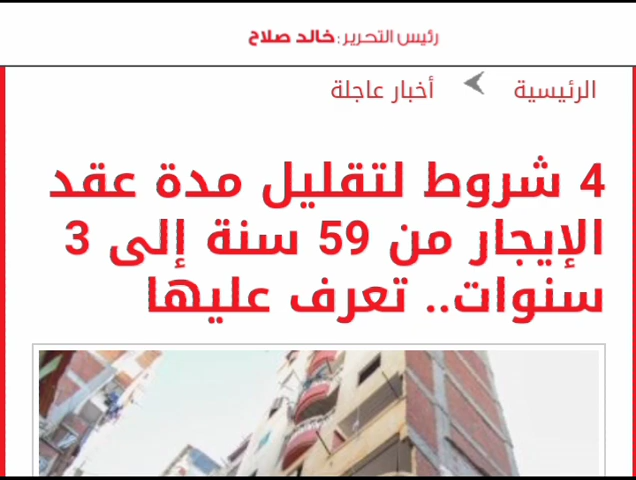 رئيس التحرير: خالد صلاح
الرئيسية
أخبار عاجلة
4 شروط لتقليل مدة عقد
الإيجار من 59 سنة إلى 3
سنوات.. تعرف عليها